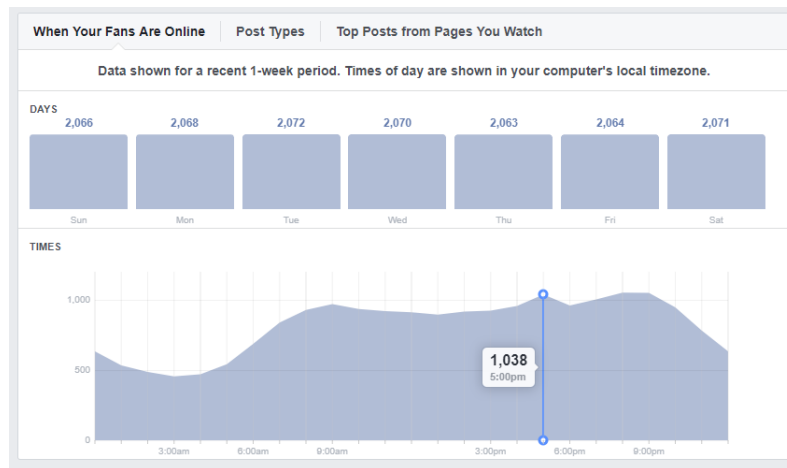 When Your Fans Are Online Post Types Top Posts from Pages You Watch
Data shown for a recent 1-week period. Times of day are shown in your computer's local timezone.
DAYS
2,066 2,068 2,072 2,070 2,063 2,064 2,071
Sun Mon Tue Wed Thu Fri Sat
TIMES
1,000
500
1,038
5:00pm
0
3:00am 6:00am 9:00am 3:00pm 6:00pm 9:00pm